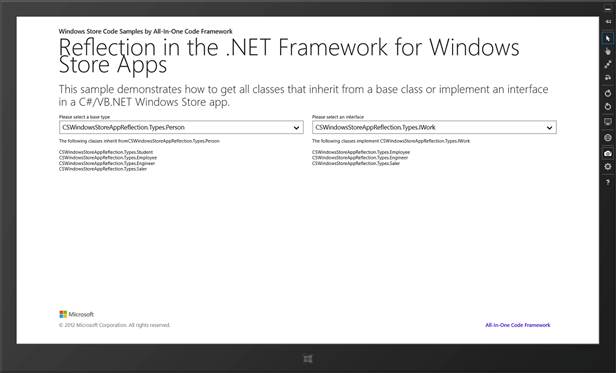 Windows Store Code Samples by All-In-One Code Framework
Reflection in the .NET Framework for Windows
Store Apps
This sample demonstrates how to get all classes that inherit from a base class or implement an interface
in a C#/VB.NET Windows Store app.
Please select a base type
CSWindowsStoreAppReflection.Types.Person
The following classes inherit fromCSWindowsStoreAppReflection.Types.Person
CSWindowsStoreAppReflection.Types.Student
CSWindowsStoreAppReflection.Types.Employee
CSWindowsStoreAppReflection.Types.Engineer
CSWindowsStoreAppReflection.Types.Saler
Please select an interface
CSWindowsStoreAppReflection.Types.IWork
The following classes implement CSWindowsStoreAppReflection.Types.IWork
CSWindowsStoreAppReflection.Types.Employee
CSWindowsStoreAppReflection.Types.Engineer
CSWindowsStoreAppReflection.Types.Saler
Microsoft
© 2012 Microsoft Corporation. All rights reserved.
All-In-One Code Framework